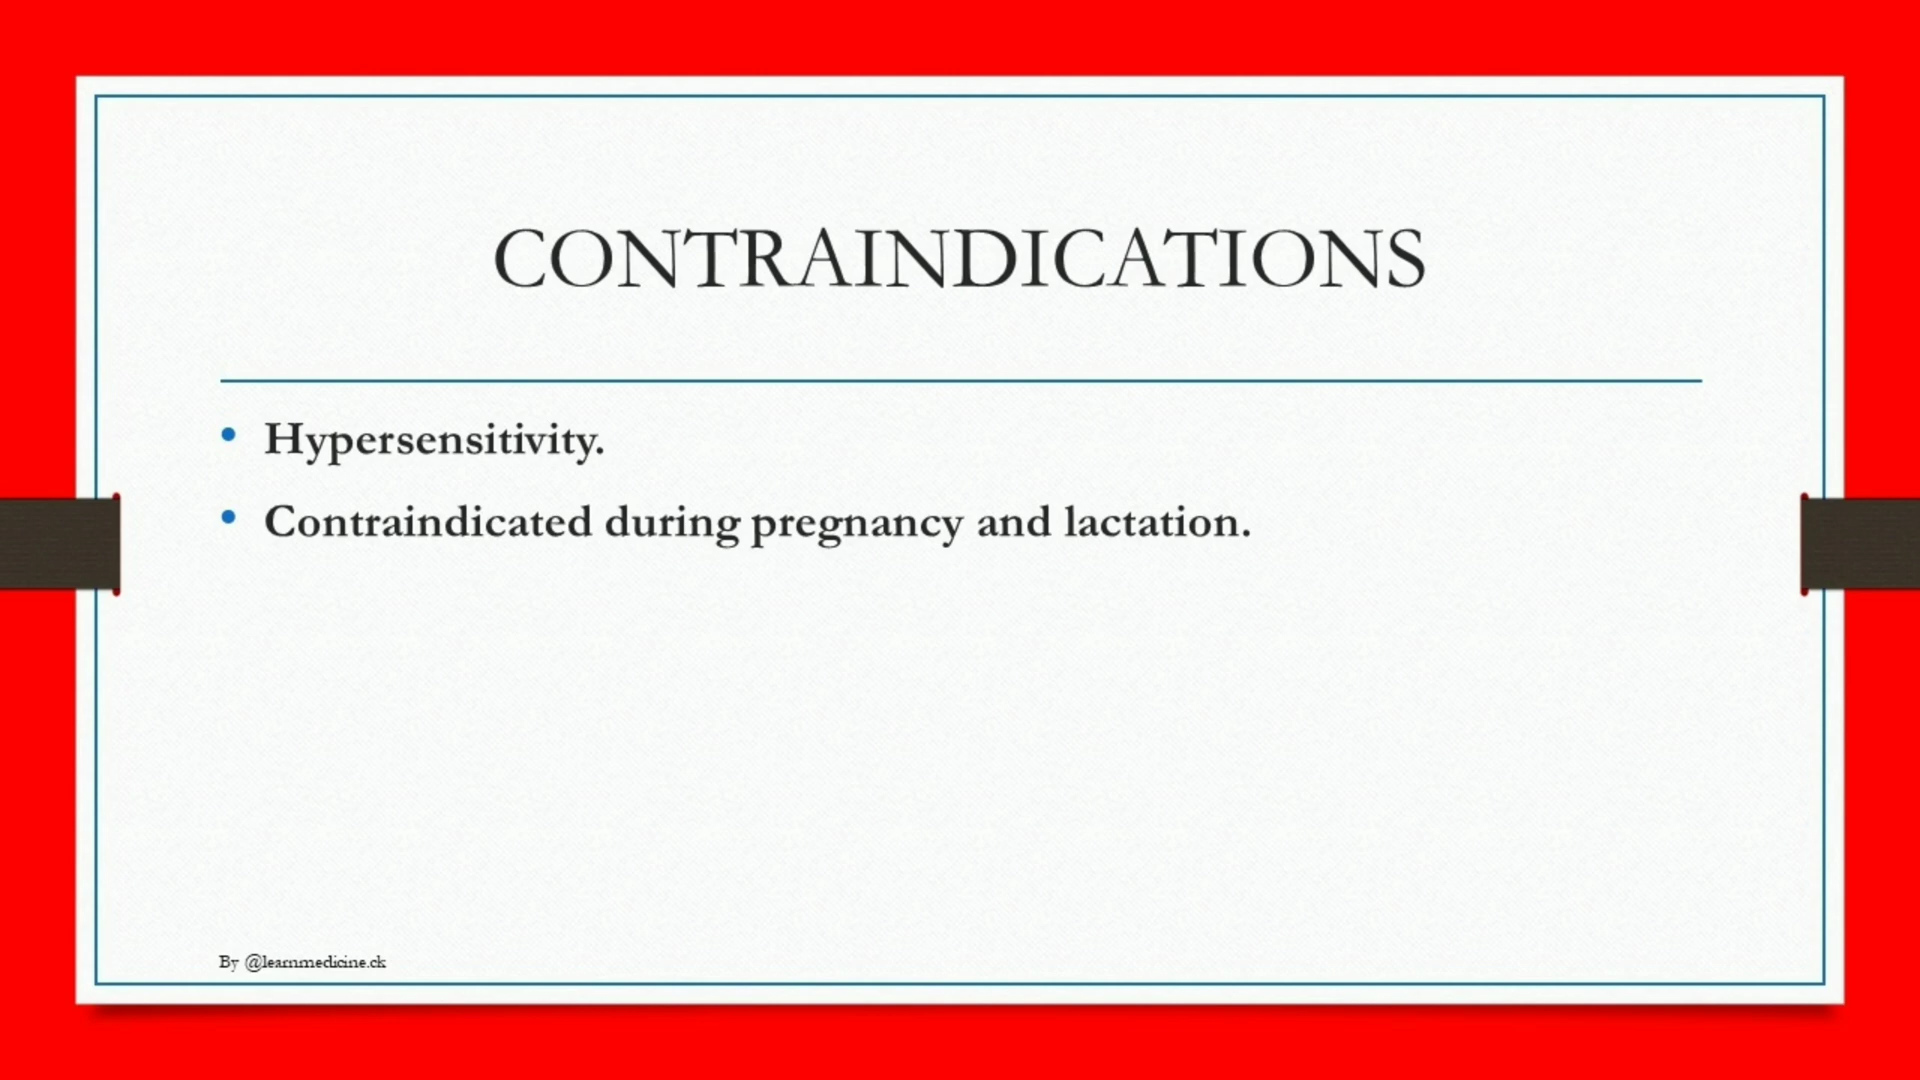 CONTRAINDICATIONS
• Hypersensitivity.
• Contraindicated during pregnancy and lactation.
By @learnmedicine.ck